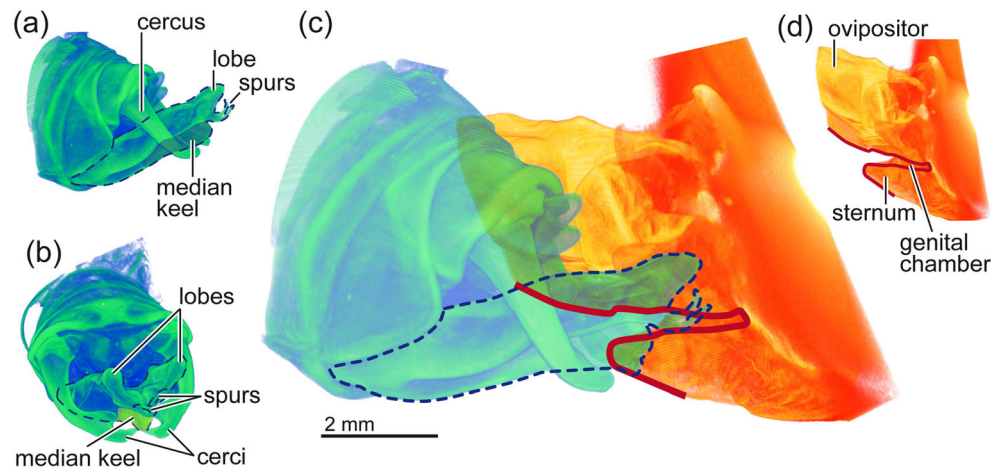 (a)
cercus
lobe
spurs
median
keel
(b)
lobes
spurs
median keel
cerci
(c)
2 mm
(d)
ovipositor
sternum
genital
chamber